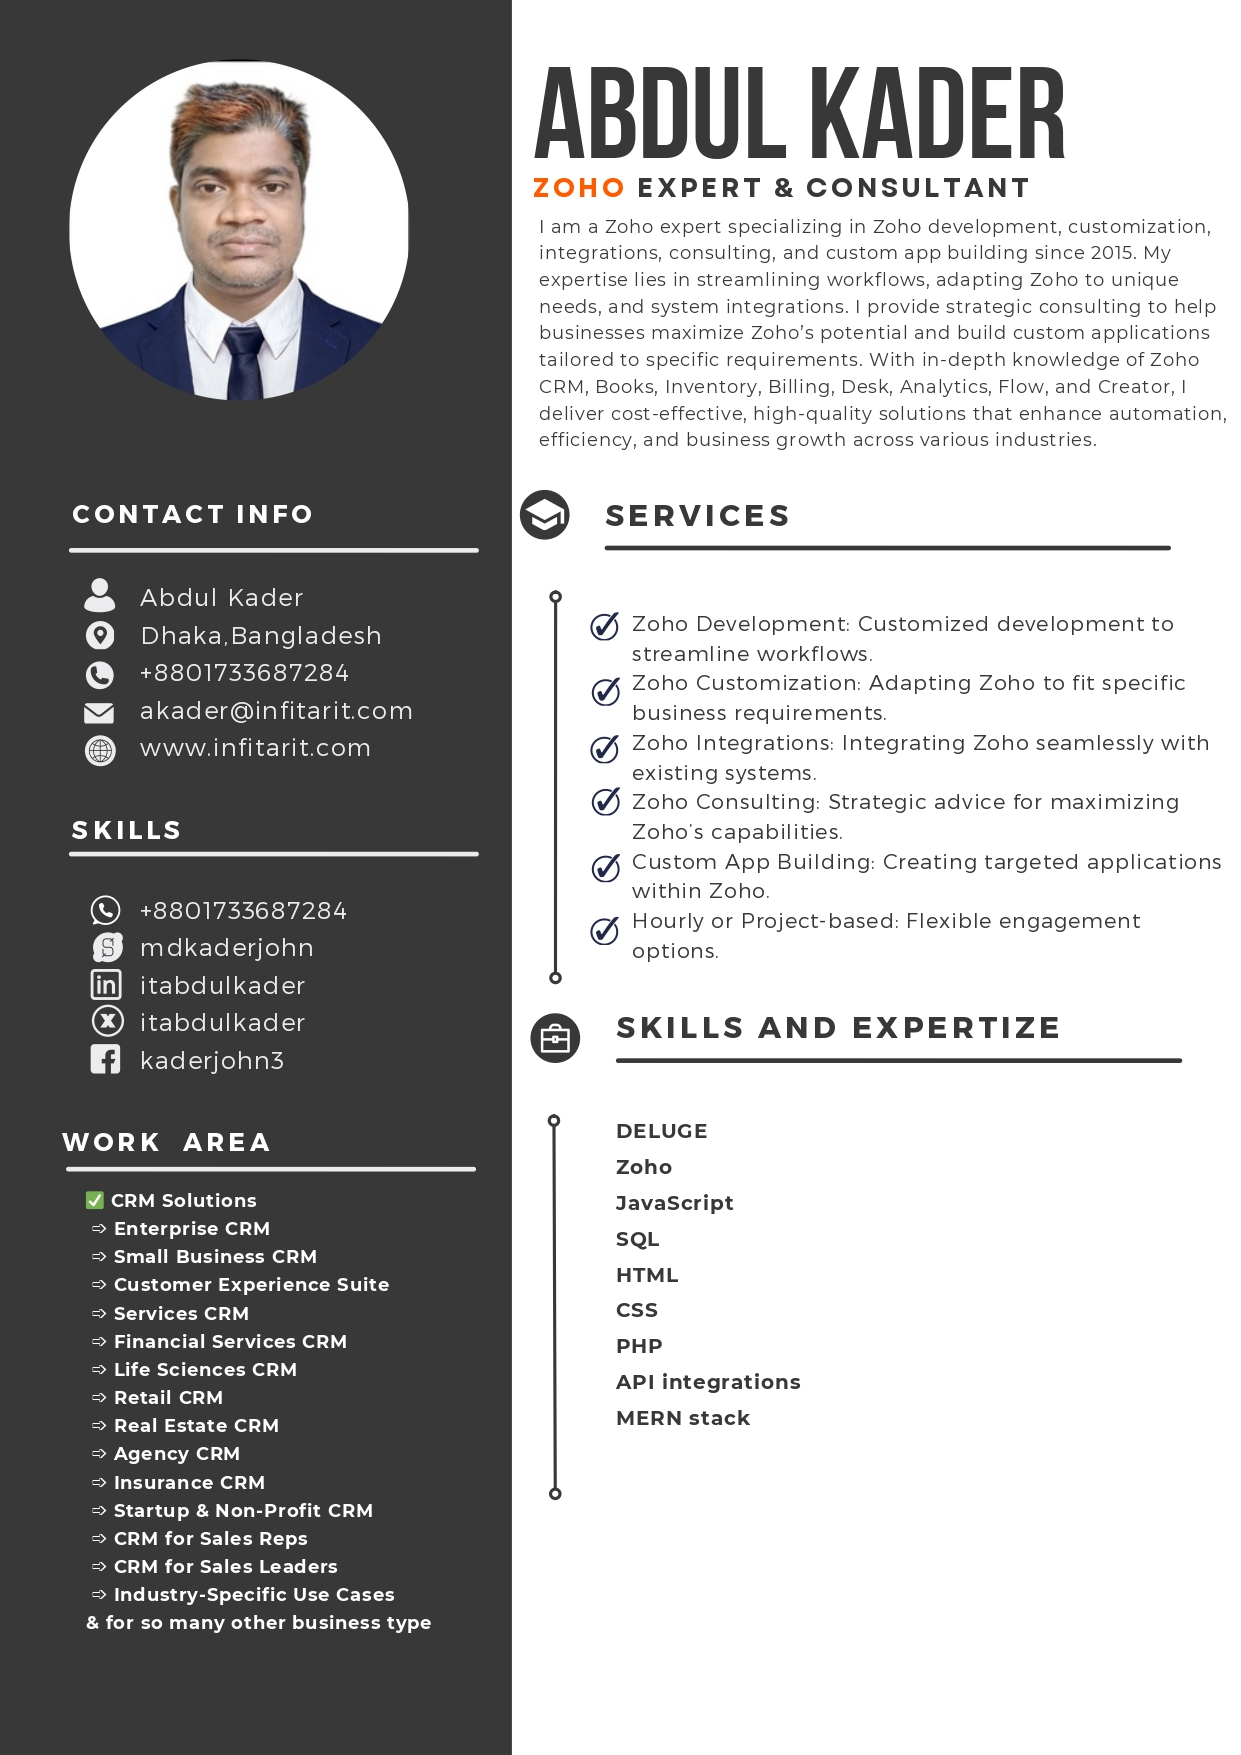 ABDUL KADER
ZOHO EXPERT & CONSULTANT
I am a Zoho expert specializing in Zoho development, customization,
integrations, consulting, and custom app building since 2015. My
expertise lies in streamlining workflows, adapting Zoho to unique
needs, and system integrations. I provide strategic consulting to help
businesses maximize Zoho’s potential and build custom applications
tailored to specific requirements. With in-depth knowledge of Zoho
CRM, Books, Inventory, Billing, Desk, Analytics, Flow, and Creator, I
deliver cost-effective, high-quality solutions that enhance automation,
efficiency, and business growth across various industries.
CONTACT INFO
Abdul Kader
Dhaka,Bangladesh
+8801733687284
akader@infitarit.com
www.infitarit.com
SKILLS
+8801733687284
mdkaderjohn
itabdulkader
itabdulkader
kaderjohn3
WORK AREA
✅ CRM Solutions
➩ Enterprise CRM
➩ Small Business CRM
➩ Customer Experience Suite
➩ Services CRM
➩ Financial Services CRM
➩ Life Sciences CRM
➩ Retail CRM
➩ Real Estate CRM
➩ Agency CRM
➩ Insurance CRM
➩ Startup & Non-Profit CRM
➩ CRM for Sales Reps
➩ CRM for Sales Leaders
➩ Industry-Specific Use Cases
& for so many other business type
SERVICES
Zoho Development: Customized development to
streamline workflows.
Zoho Customization: Adapting Zoho to fit specific
business requirements.
Zoho Integrations: Integrating Zoho seamlessly with
existing systems.
Zoho Consulting: Strategic advice for maximizing
Zoho's capabilities.
Custom App Building: Creating targeted applications
within Zoho.
Hourly or Project-based: Flexible engagement
options.
SKILLS AND EXPERTIZE
DELUGE
Zoho
JavaScript
SQL
HTML
CSS
PHP
API integrations
MERN stack